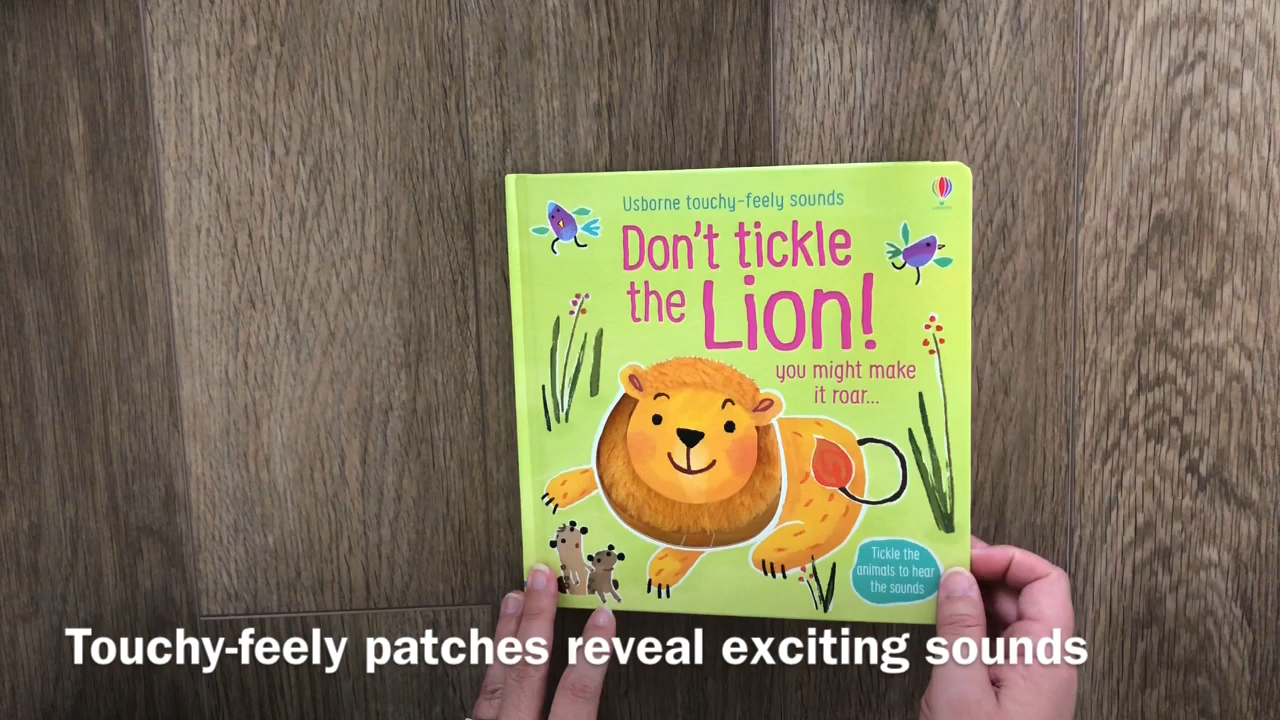 Usborne touchy-feely sounds
Don't tickle
the Lion!
you might make
it roar...
Tickle the
animals to hear
the sounds
Touchy-feely patches reveal exciting sounds